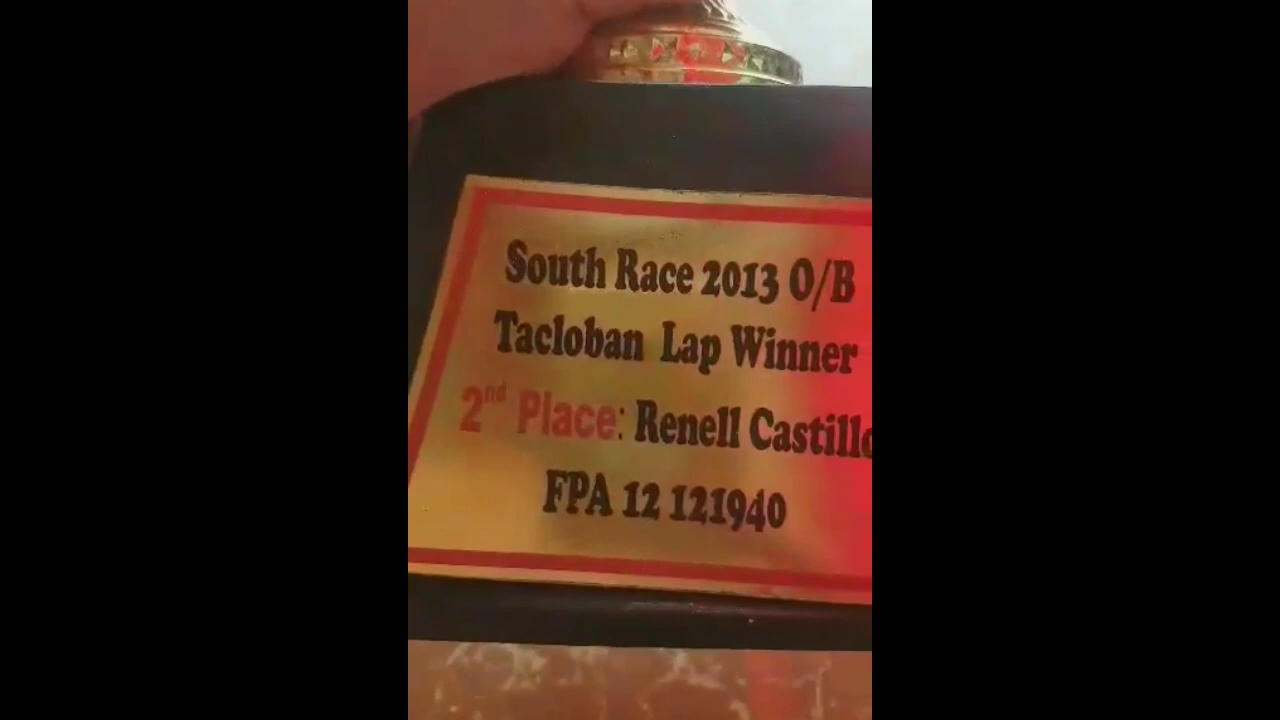 South Race 2013 O/B
Tacloban Lap Winner
2nd Place: Renell Castillo
FPA 12 121940